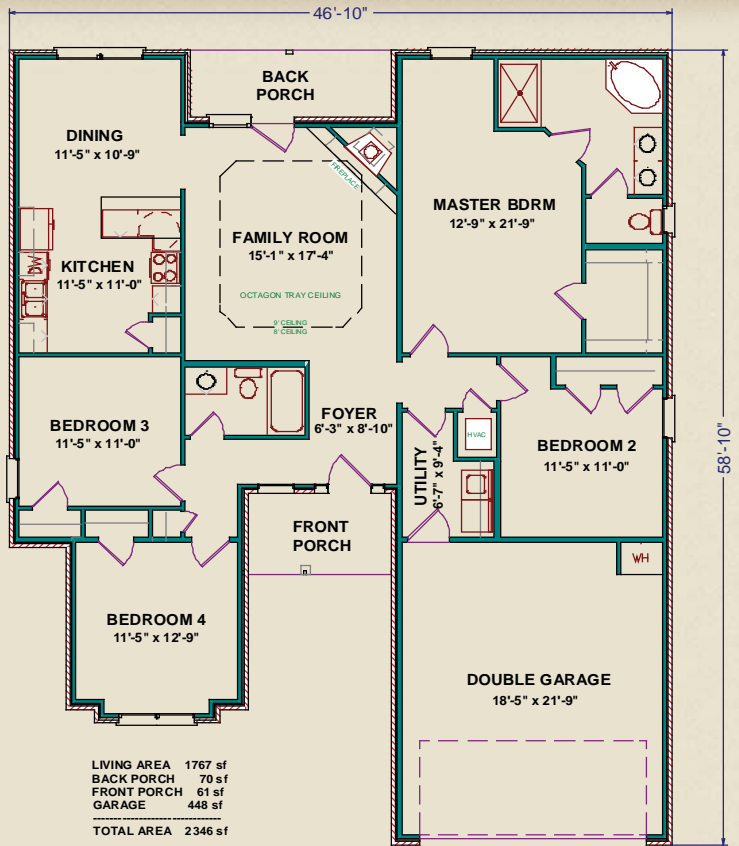 46'-10"
BACK
PORCH
DINING
11'-5" x 10'-9"
FIREPLACE
MASTER BDRM
12'-9" x 21'-9"
FAMILY ROOM
15'-1" x 17'-4"
DW
KITCHEN
11'-5" x 11'-0"
OCTAGON TRAY CEILING
9' CEILING
8' CEILING
BEDROOM 3
11'-5" x 11'-0"
FOYER
6'-3" x 8'-10"
HVAC
UTILITY
6'-7" x 9'-4"
BEDROOM 2
11'-5" x 11'-0"
58'-10"
FRONT
PORCH
WH
BEDROOM 4
11'-5" x 12'-9"
DOUBLE GARAGE
18'-5" x 21'-9"
LIVING AREA 1767 sf
BACK PORCH 70 sf
FRONT PORCH 61 sf
GARAGE 448 sf
------------------------------
TOTAL AREA 2346 sf